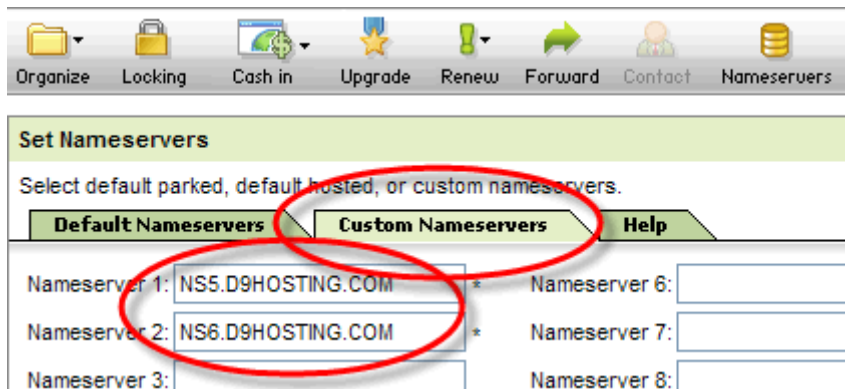 Organize Locking Cash in Upgrade Renew Forward Contact Nameservers
Set Nameservers
Select default parked, default hosted, or custom nameservers.
Default Nameservers Custom Nameservers Help
Nameserver 1: NS5.D9HOSTING.COM * Nameserver 6:
Nameserver 2: NS6.D9HOSTING.COM * Nameserver 7:
Nameserver 3: Nameserver 8: